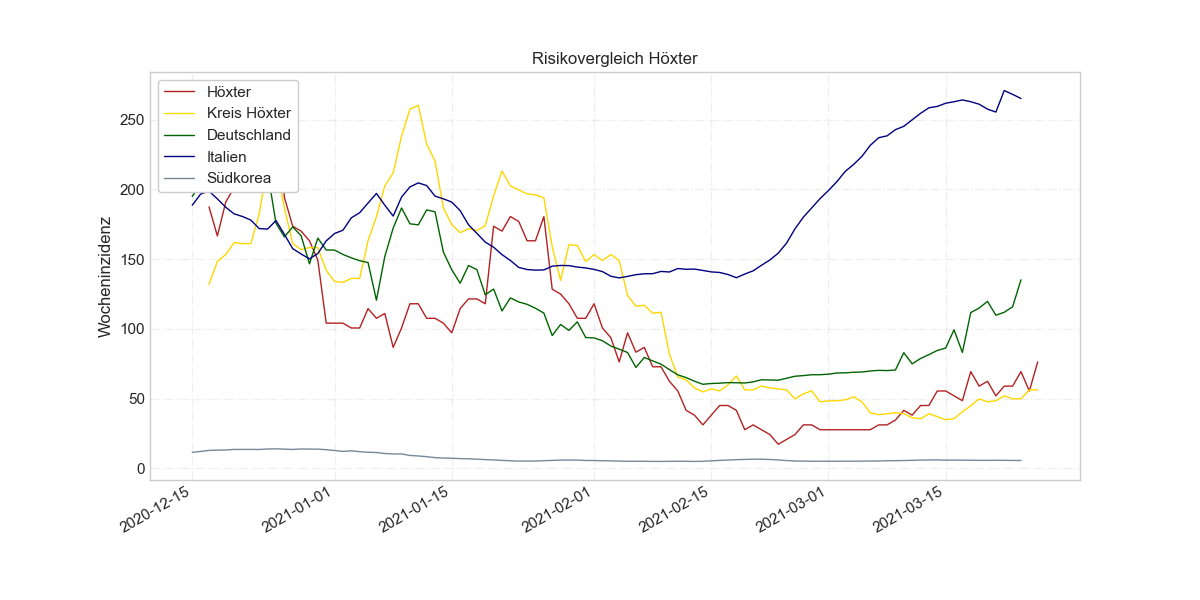 Risikovergleich Höxter
Höxter
Kreis Höxter
Deutschland
Italien
Südkorea
Wocheninzidenz
250
200
150
100
50
0
2020-12-15
2021-01-01
2021-01-15
2021-02-01
2021-02-15
2021-03-01
2021-03-15